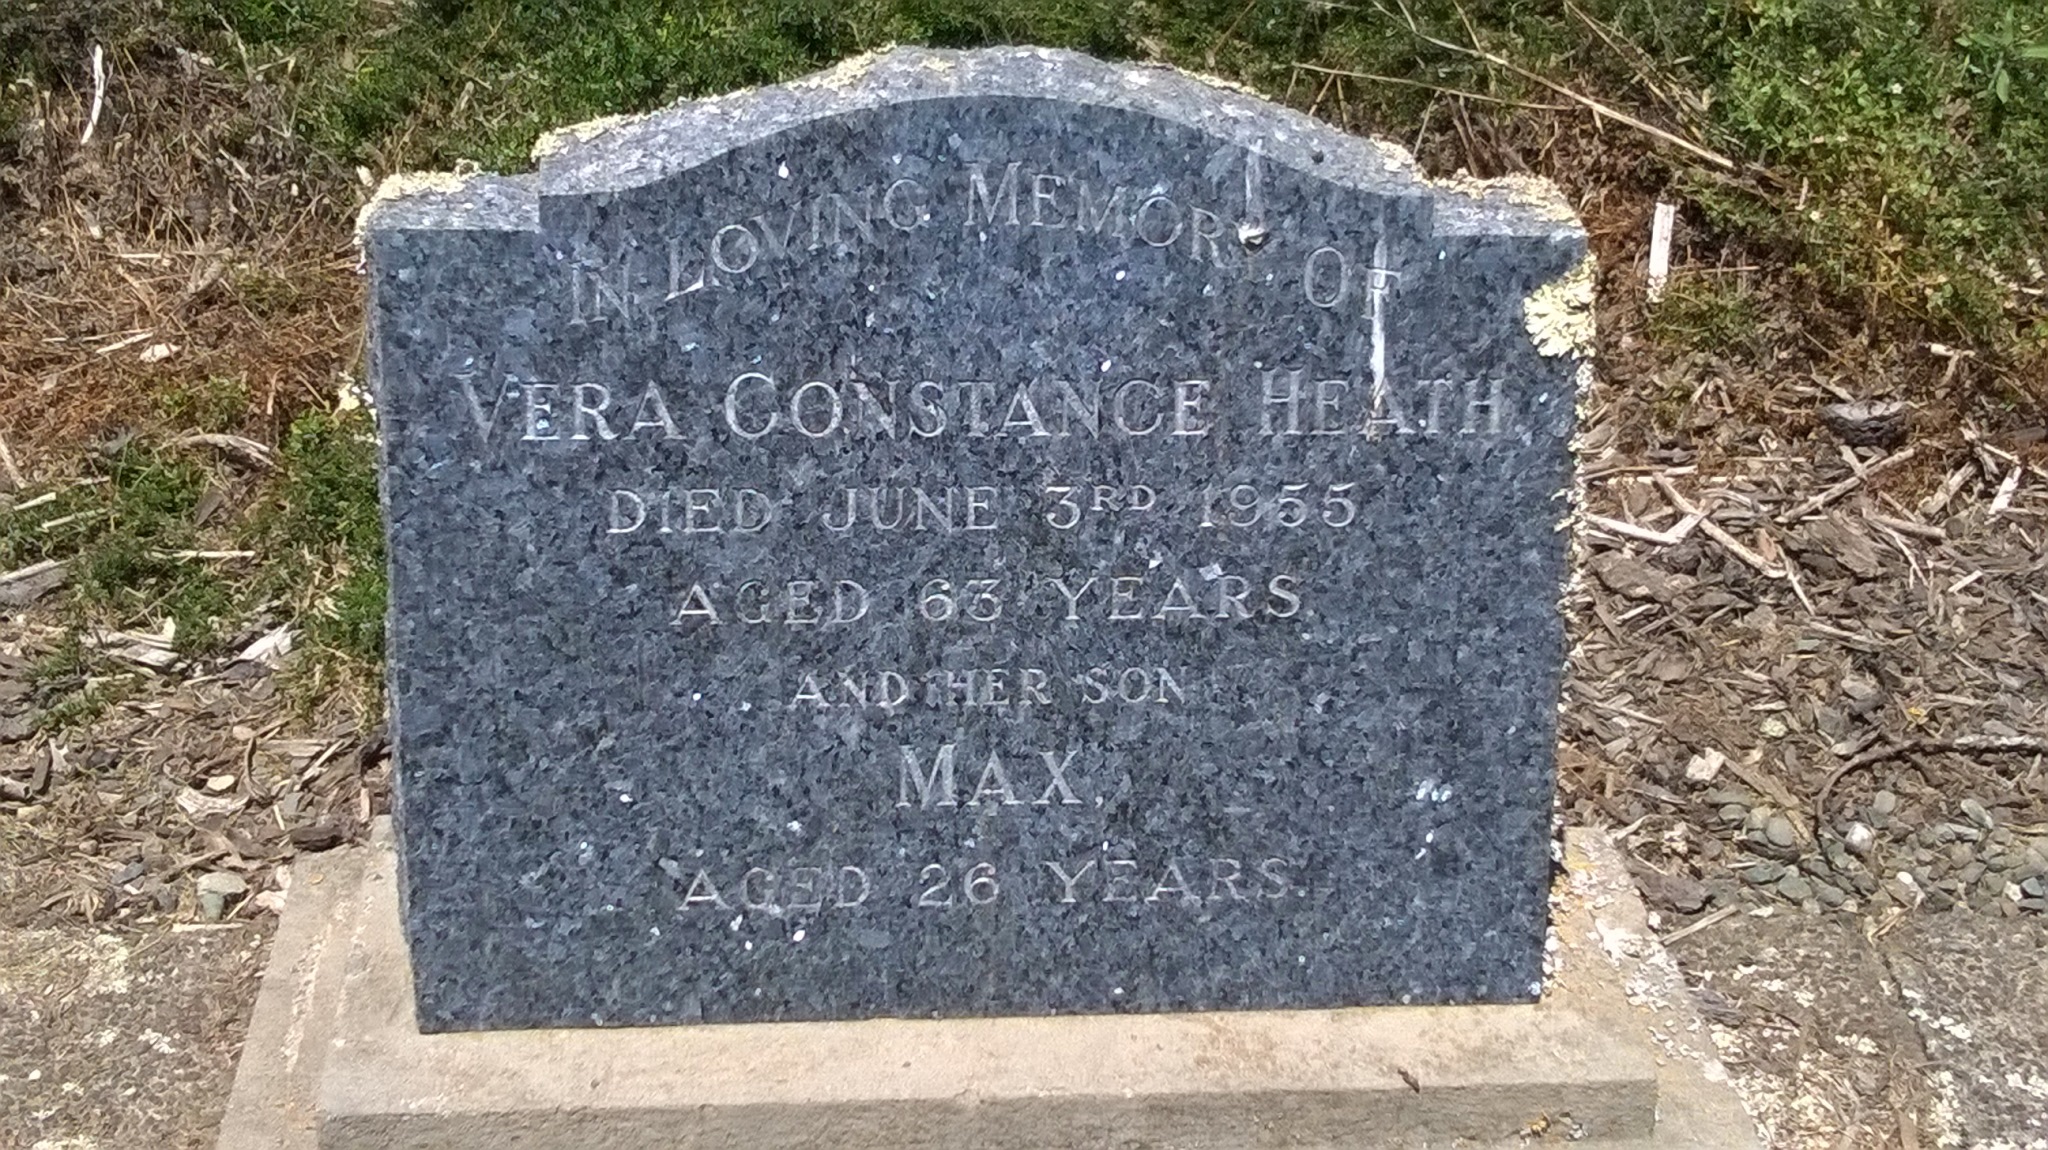 IN LOVING MEMORY OF
VERA CONSTANCE HEATH,
DIED JUNE 3RD 1955
AGED 63 YEARS.
AND HER SON
MAX,
AGED 26 YEARS.